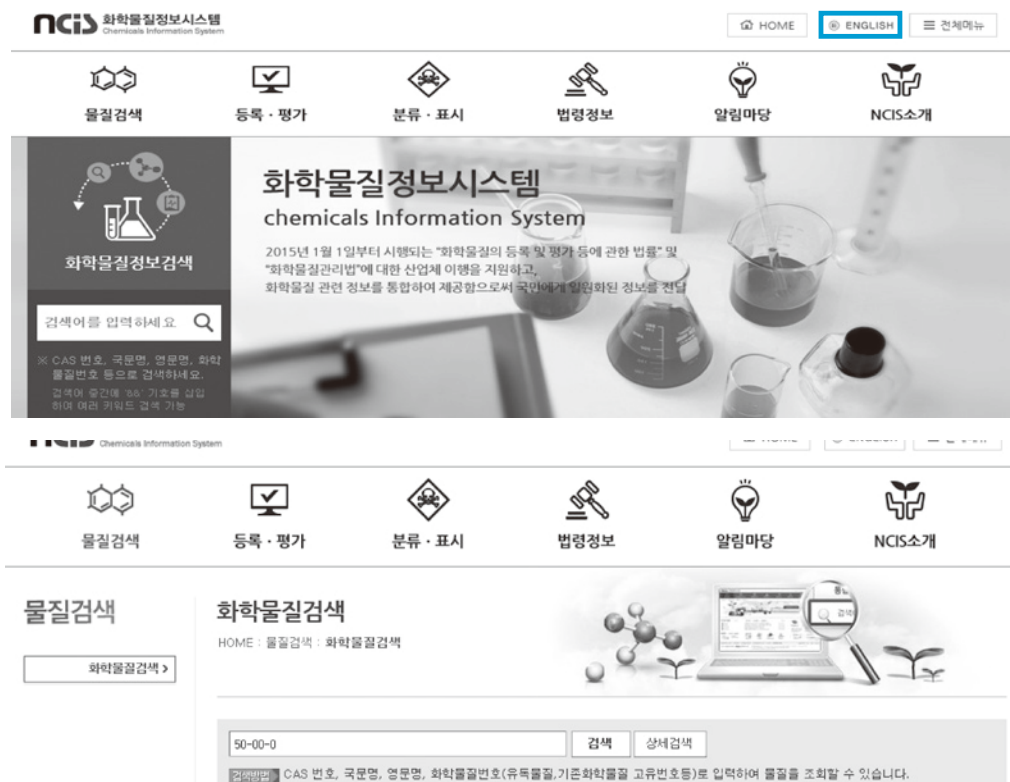 ncis 화학물질정보시스템
Chemicals Information System
HOME
ENGLISH
전체메뉴
물질검색
등록 · 평가
분류 · 표시
법령정보
알림마당
NCIS소개
화학물질정보검색
검색어를 입력하세요
※ CAS 번호, 국문명, 영문명, 화학
물질번호 등으로 검색하세요.
검색어 중간에 '&&' 기호를 삽입
하여 여러 키워드 검색 가능
화학물질정보시스템
chemicals Information System
2015년 1월 1일부터 시행되는 "화학물질의 등록 및 평가 등에 관한 법률" 및
"화학물질관리법"에 대한 산업체 이행을 지원하고,
화학물질 관련 정보를 통합하여 제공함으로써 국민에게 일원화된 정보를 전달
Chemicals Information System
물질검색
등록 · 평가
분류 · 표시
법령정보
알림마당
NCIS소개
물질검색
화학물질검색 >
화학물질검색
HOME : 물질검색 : 화학물질검색
50-00-0
검색
상세검색
검색방법 CAS 번호, 국문명, 영문명, 화학물질번호(유독물질,기존화학물질 고유번호등)로 입력하여 물질을 조회할 수 있습니다.